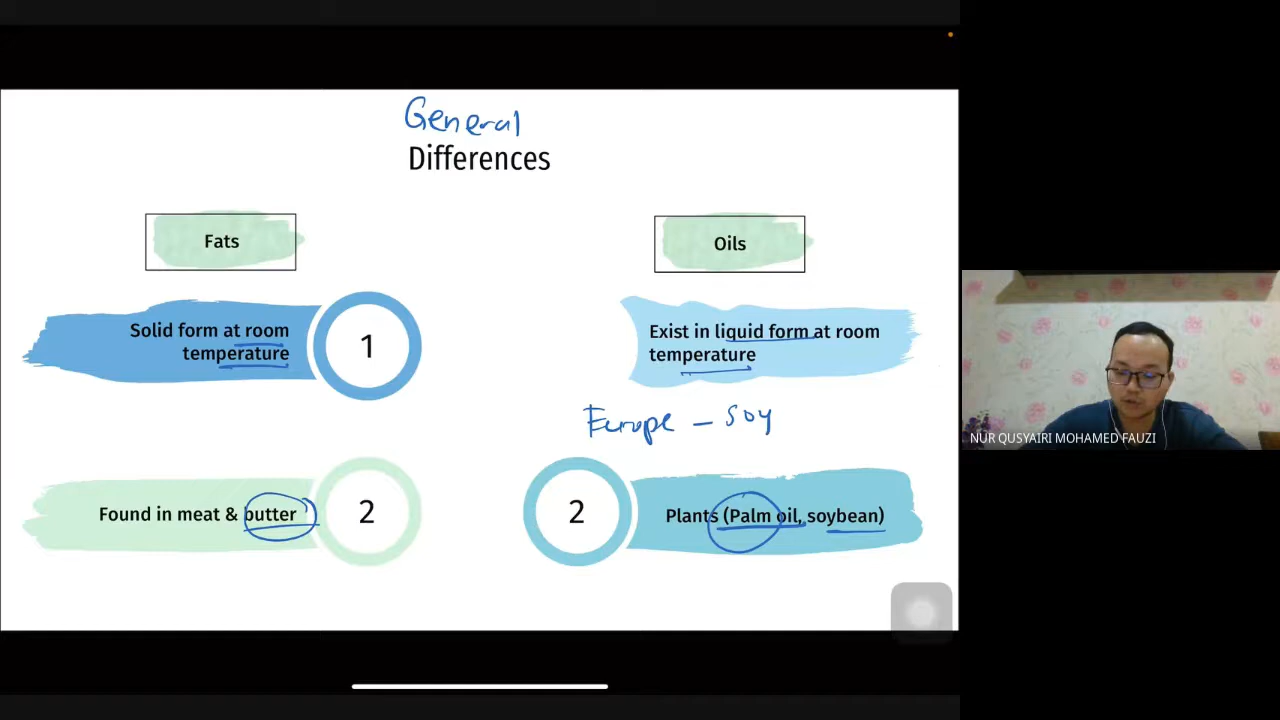 General
Differences
Fats
Oils
Solid form at room
temperature
1
Exist in liquid form at room
temperature
Europe – Soy
Found in meat & butter
2
2
Plants (Palm oil, soybean)
NUR QUSYAIRI MOHAMED FAUZI